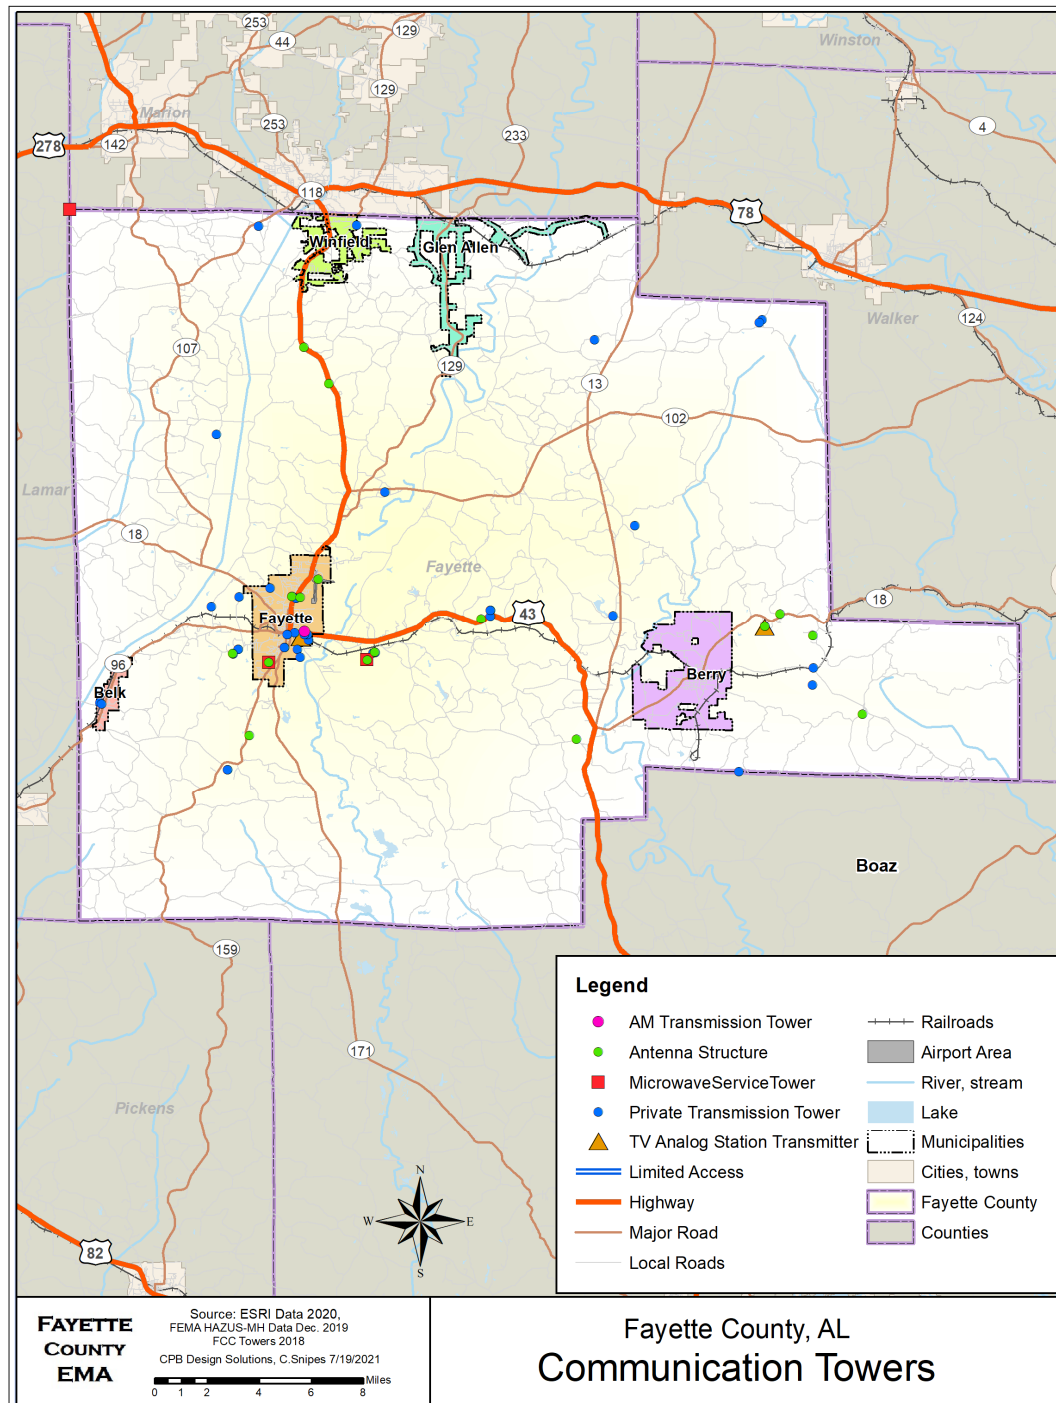 253
129
44
Winston
129
Marion
253
233
4
278
142
118
78
Winfield
Glen Allen
Walker
124
107
129
13
102
Lamar
18
Fayette
18
43
Fayette
96
Belk
Berry
Boaz
159
171
Pickens
82
Legend
AM Transmission Tower
Antenna Structure
MicrowaveServiceTower
Private Transmission Tower
TV Analog Station Transmitter
Limited Access
Highway
Major Road
Local Roads
Railroads
Airport Area
River, stream
Lake
Municipalities
Cities, towns
Fayette County
Counties
N
W E
S
FAYETTE
COUNTY
EMA
Source: ESRI Data 2020,
FEMA HAZUS-MH Data Dec. 2019
FCC Towers 2018
CPB Design Solutions, C.Snipes 7/19/2021
Miles
0 1 2 4 6 8
Fayette County, AL
Communication Towers